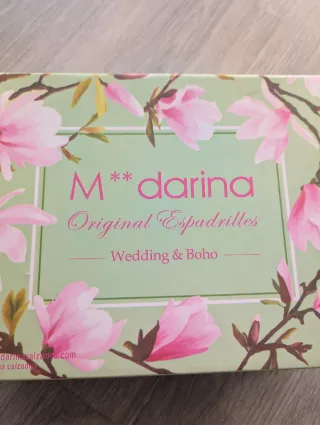 M**darina
Original Espadrilles
Wedding & Boho